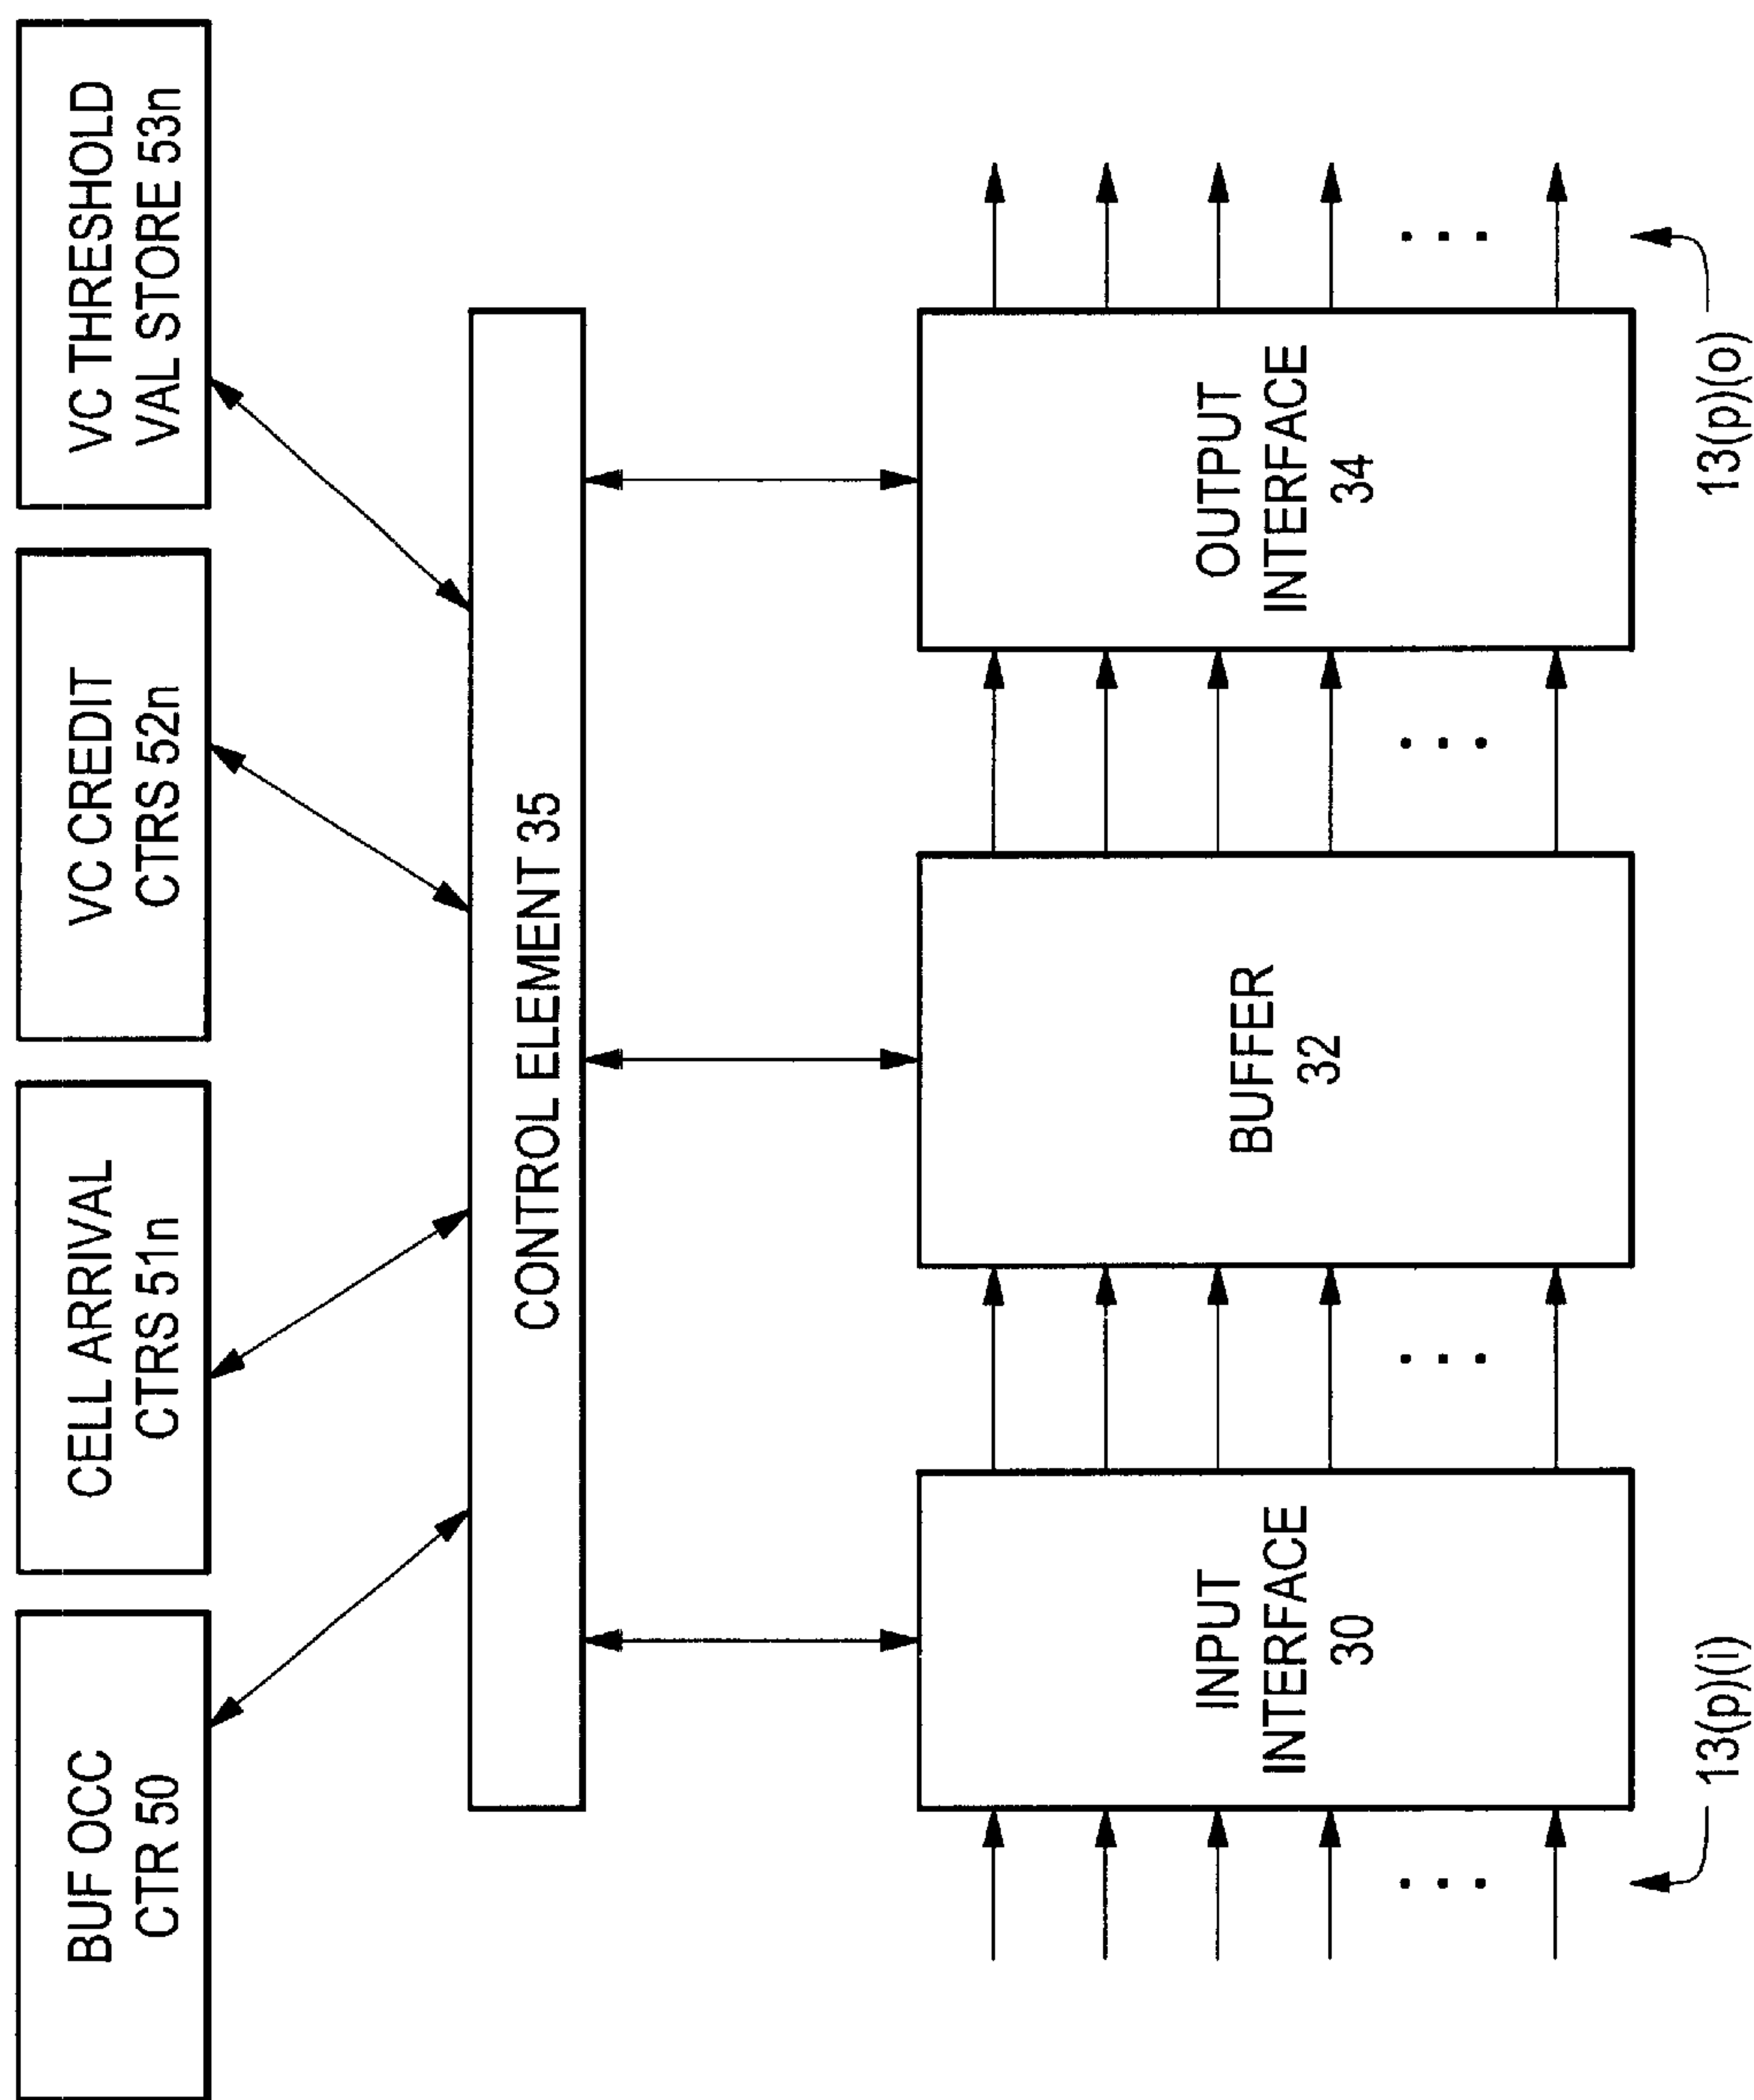 BUF OCC
CTR 50
CELL ARRIVAL
CTRS 51n
VC CREDIT
CTRS 52n
VC THRESHOLD
VAL STORE 53n
CONTROL ELEMENT 35
INPUT
INTERFACE
30
BUFFER
32
OUTPUT
INTERFACE
34
13(p)(i)
13(p)(o)